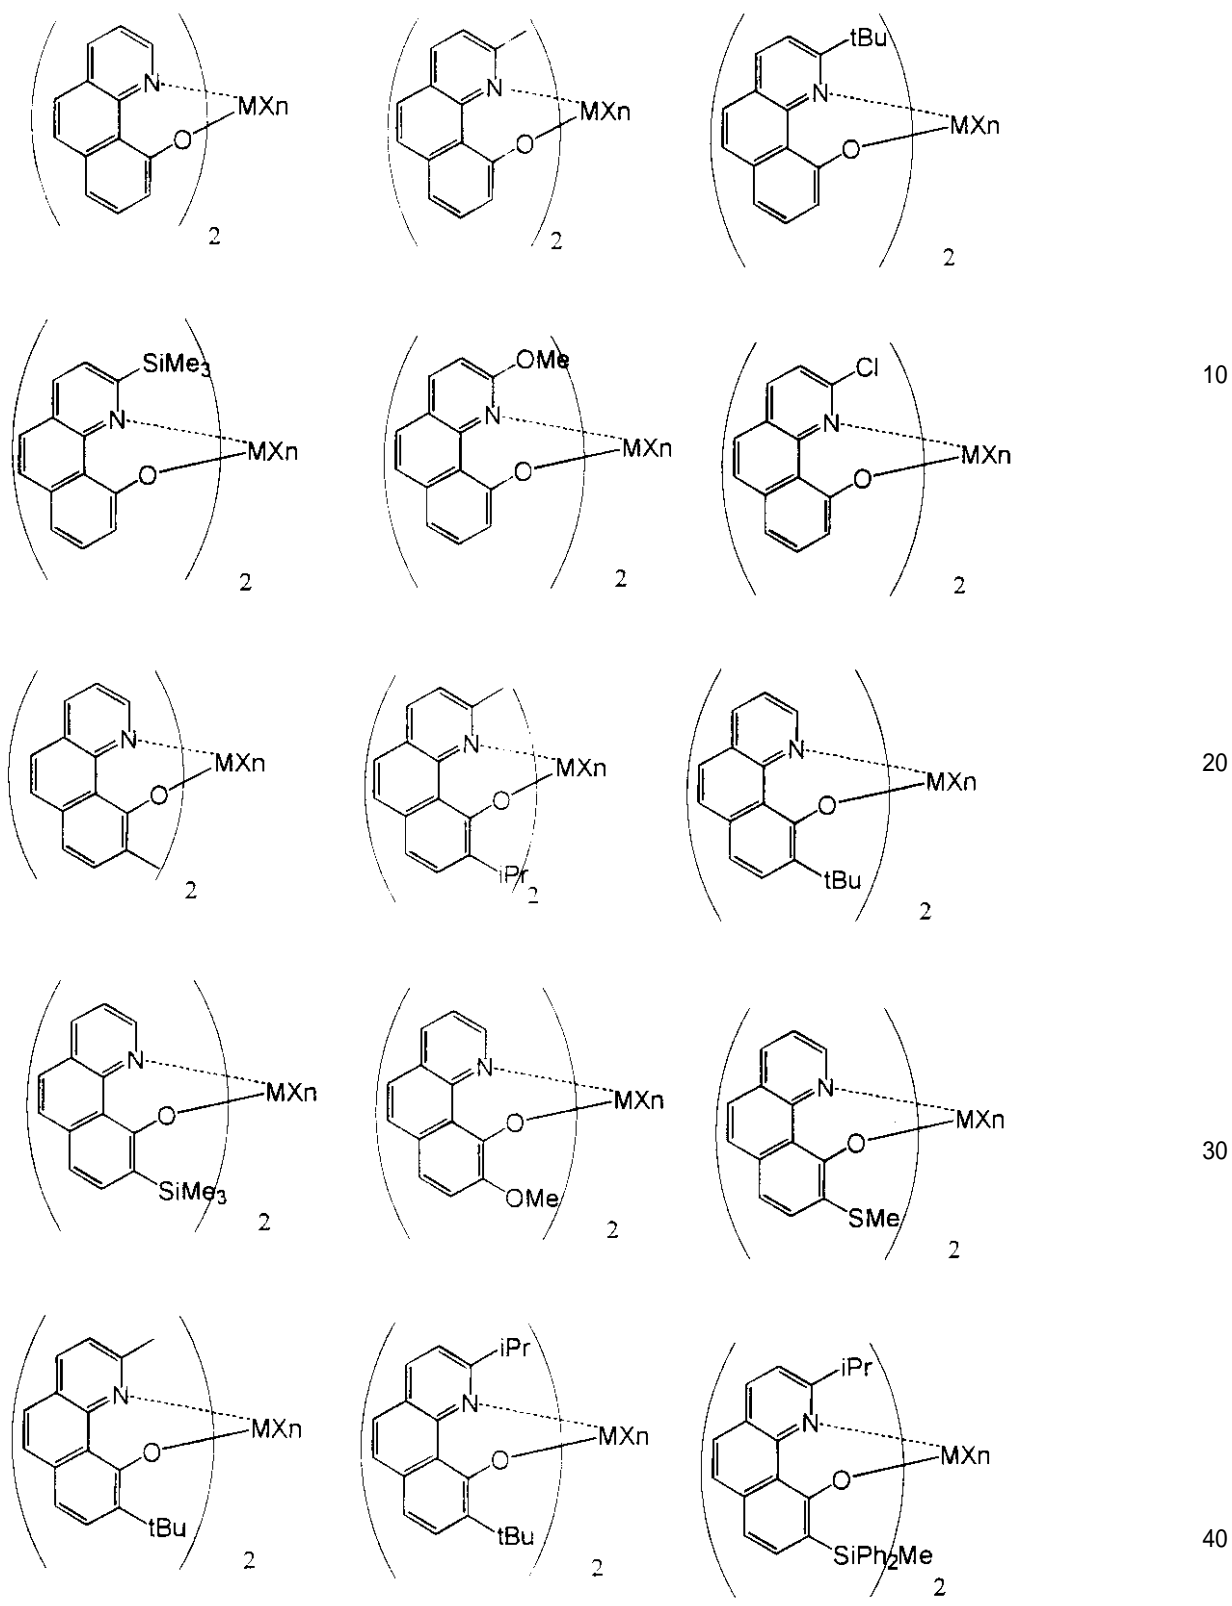 N MXn O 2
N MXn O 2
tBu N MXn O 2
SiMe3 N MXn O 2
OMe N MXn O 2
Cl N MXn O 2
10
N MXn O 2
N MXn O iPr 2
N MXn O tBu 2
20
N MXn O SiMe3 2
N MXn O OMe 2
N MXn O SMe 2
30
N MXn O tBu 2
iPr N MXn O tBu 2
iPr N MXn O SiPh2Me 2
40